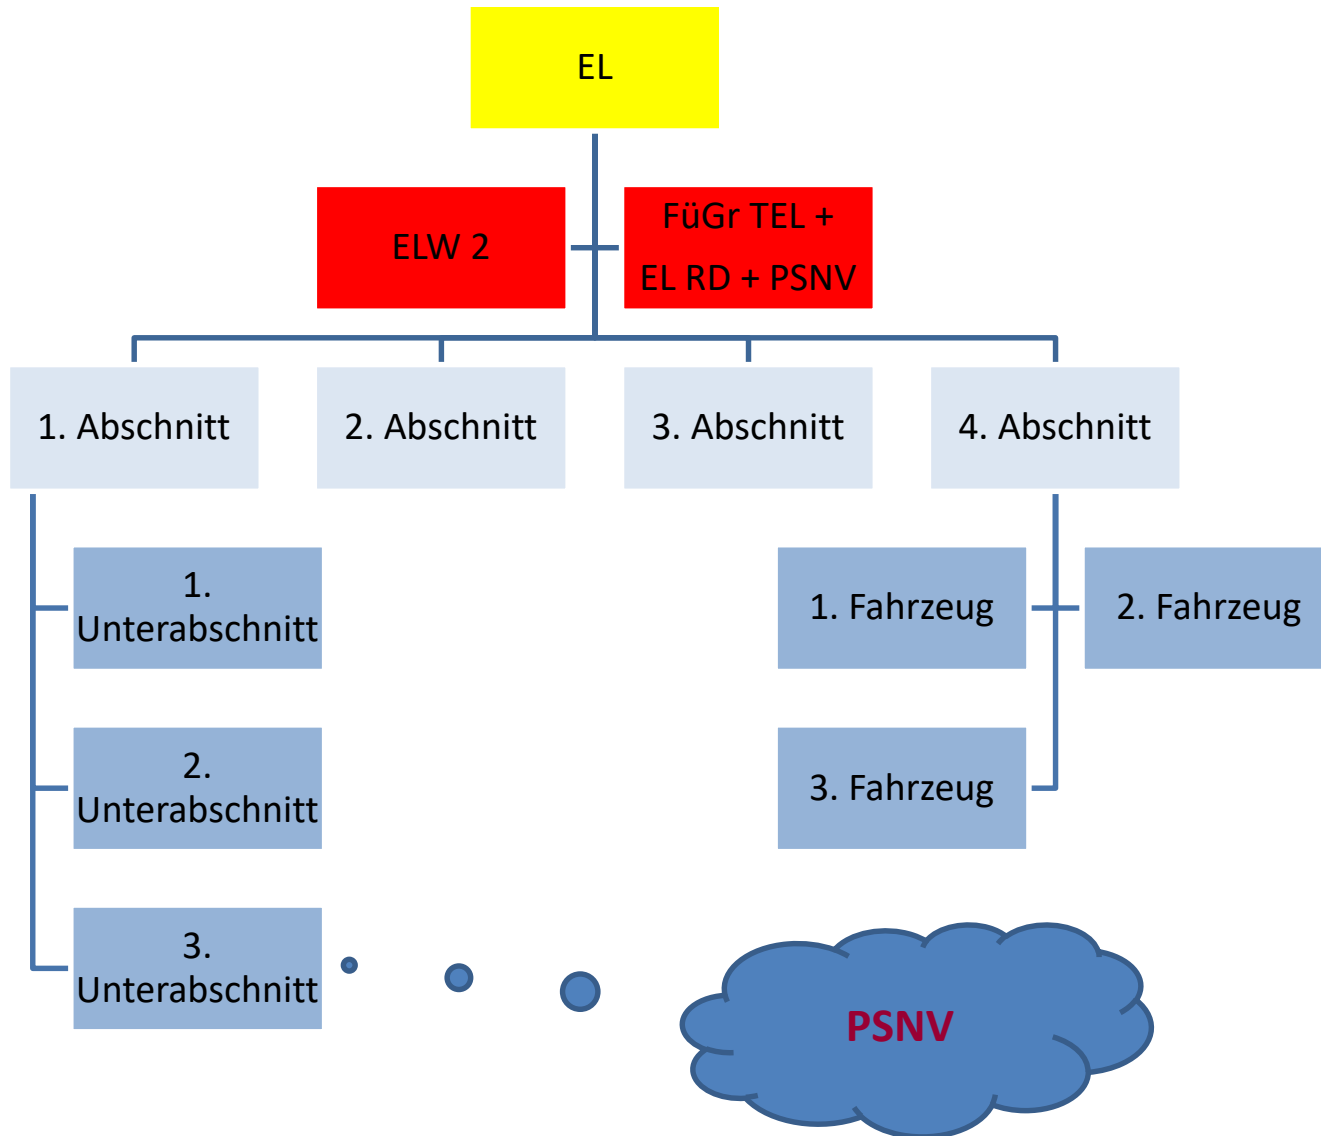 EL
ELW 2
FüGr TEL +
EL RD + PSNV
1. Abschnitt
2. Abschnitt
3. Abschnitt
4. Abschnitt
1.
Unterabschnitt
1. Fahrzeug
2. Fahrzeug
2.
Unterabschnitt
3. Fahrzeug
3.
Unterabschnitt
PSNV